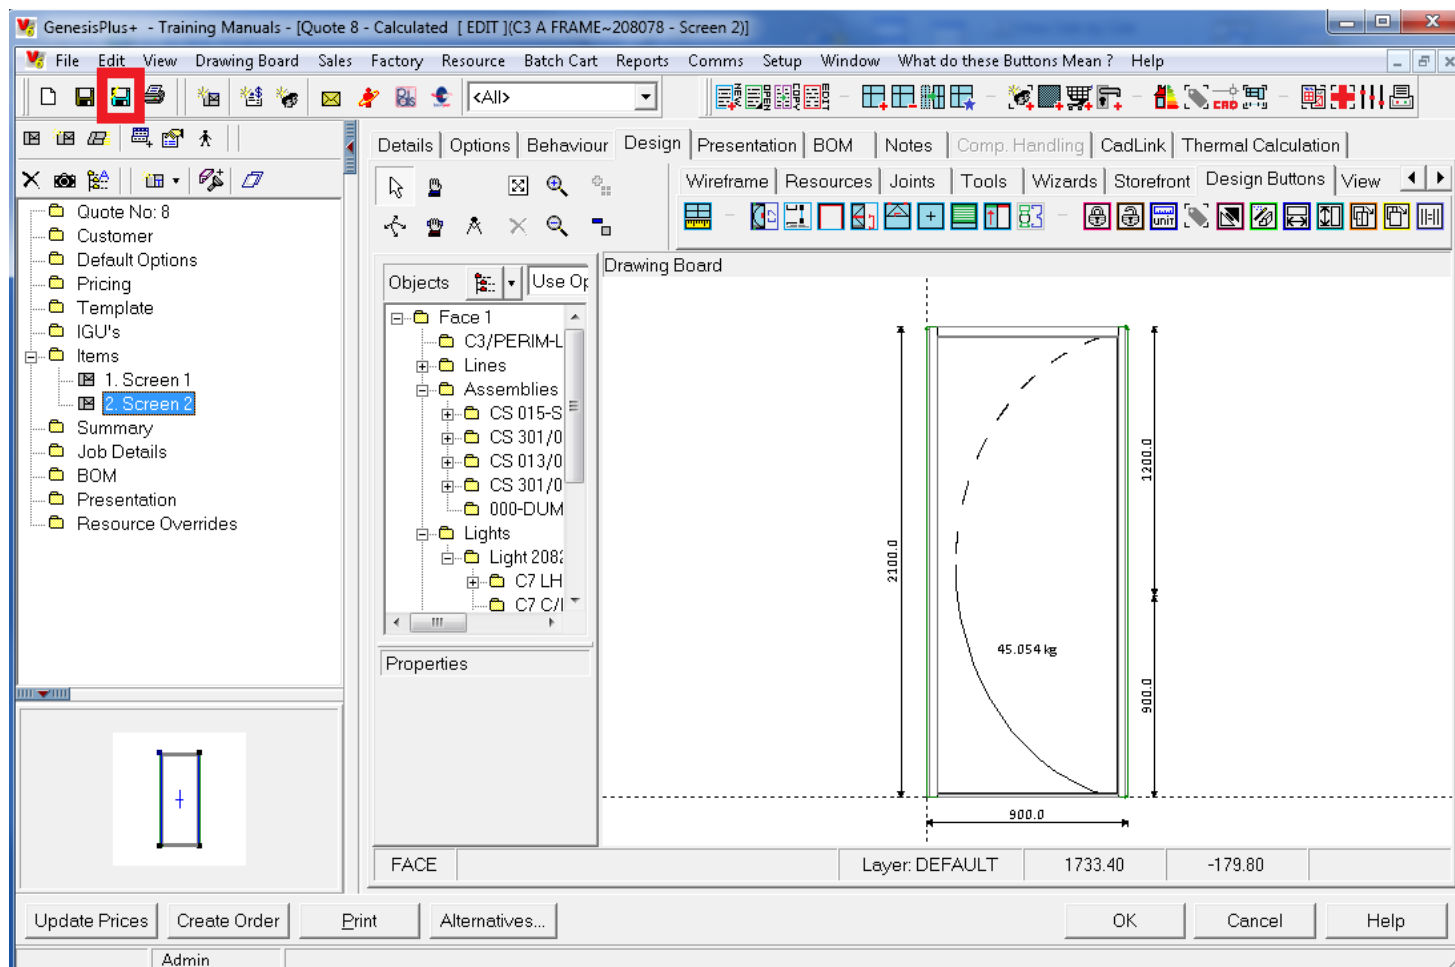 GenesisPlus+ - Training Manuals - [Quote 8 - Calculated [ EDIT ](C3 A FRAME~208078 - Screen 2)]
File Edit View Drawing Board Sales Factory Resource Batch Cart Reports Comms Setup Window What do these Buttons Mean ? Help
<All>
Details Options Behaviour Design Presentation BOM Notes Comp. Handling CadLink Thermal Calculation
Wireframe Resources Joints Tools Wizards Storefront Design Buttons View
Quote No: 8
Customer
Default Options
Pricing
Template
IGU's
Items
1. Screen 1
2. Screen 2
Summary
Job Details
BOM
Presentation
Resource Overrides
Objects Use Op
Face 1
C3/PERIM-L
Lines
Assemblies
CS 015-S
CS 301/0
CS 013/0
CS 301/0
000-DUM
Lights
Light 2082
C7 LH
C7 C/I
Properties
Drawing Board
2100.0
1200.0
900.0
45.054 kg
900.0
FACE Layer: DEFAULT 1733.40 -179.80
Update Prices Create Order Print Alternatives... OK Cancel Help
Admin